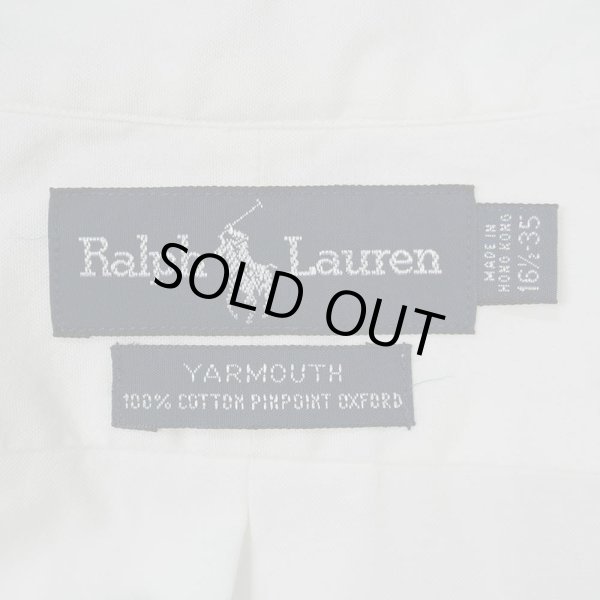 Ralph Lauren
MADE IN
HONG KONG
16½-35
SOLD OUT
YARMOUTH
100% COTTON PINPOINT OXFORD